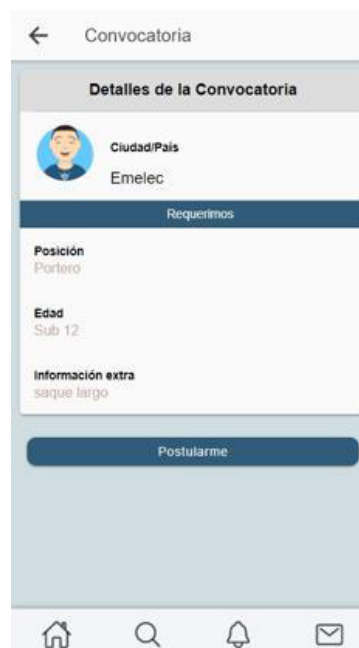 Convocatoria
Detalles de la Convocatoria
Ciudad/País
Emelec
Requerimos
Posición
Portero
Edad
Sub 12
Información extra
saque largo
Postularme